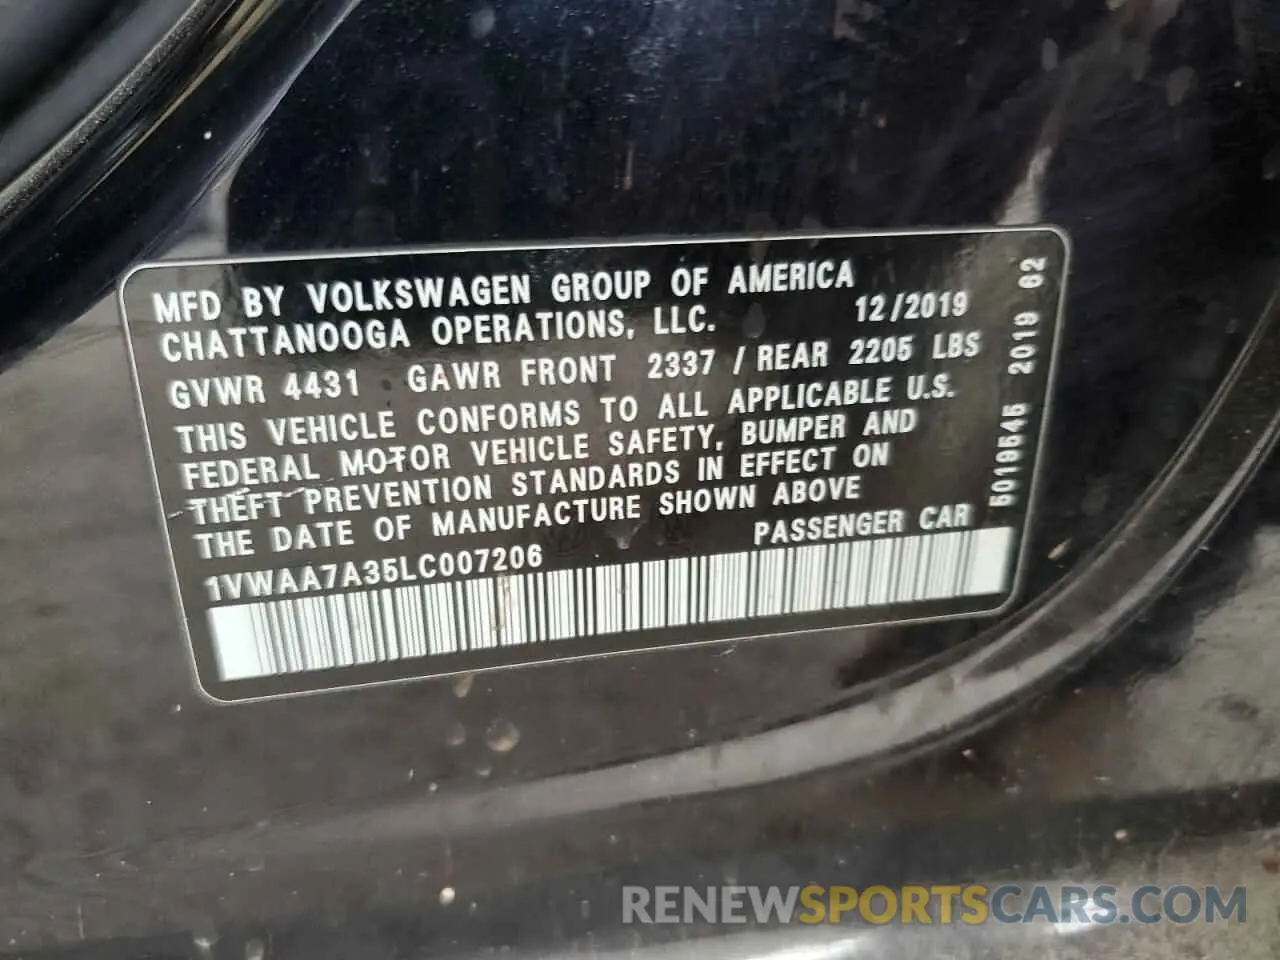 MFD BY VOLKSWAGEN GROUP OF AMERICA
CHATTANOOGA OPERATIONS, LLC. 12/2019
GVWR 4431 GAWR FRONT 2337 / REAR 2205 LBS
THIS VEHICLE CONFORMS TO ALL APPLICABLE U.S.
FEDERAL MOTOR VEHICLE SAFETY, BUMPER AND
THEFT PREVENTION STANDARDS IN EFFECT ON
THE DATE OF MANUFACTURE SHOWN ABOVE
1VWAA7A35LC007206 PASSENGER CAR
5019545 2019 62
RENEWSPORTSCARS.COM